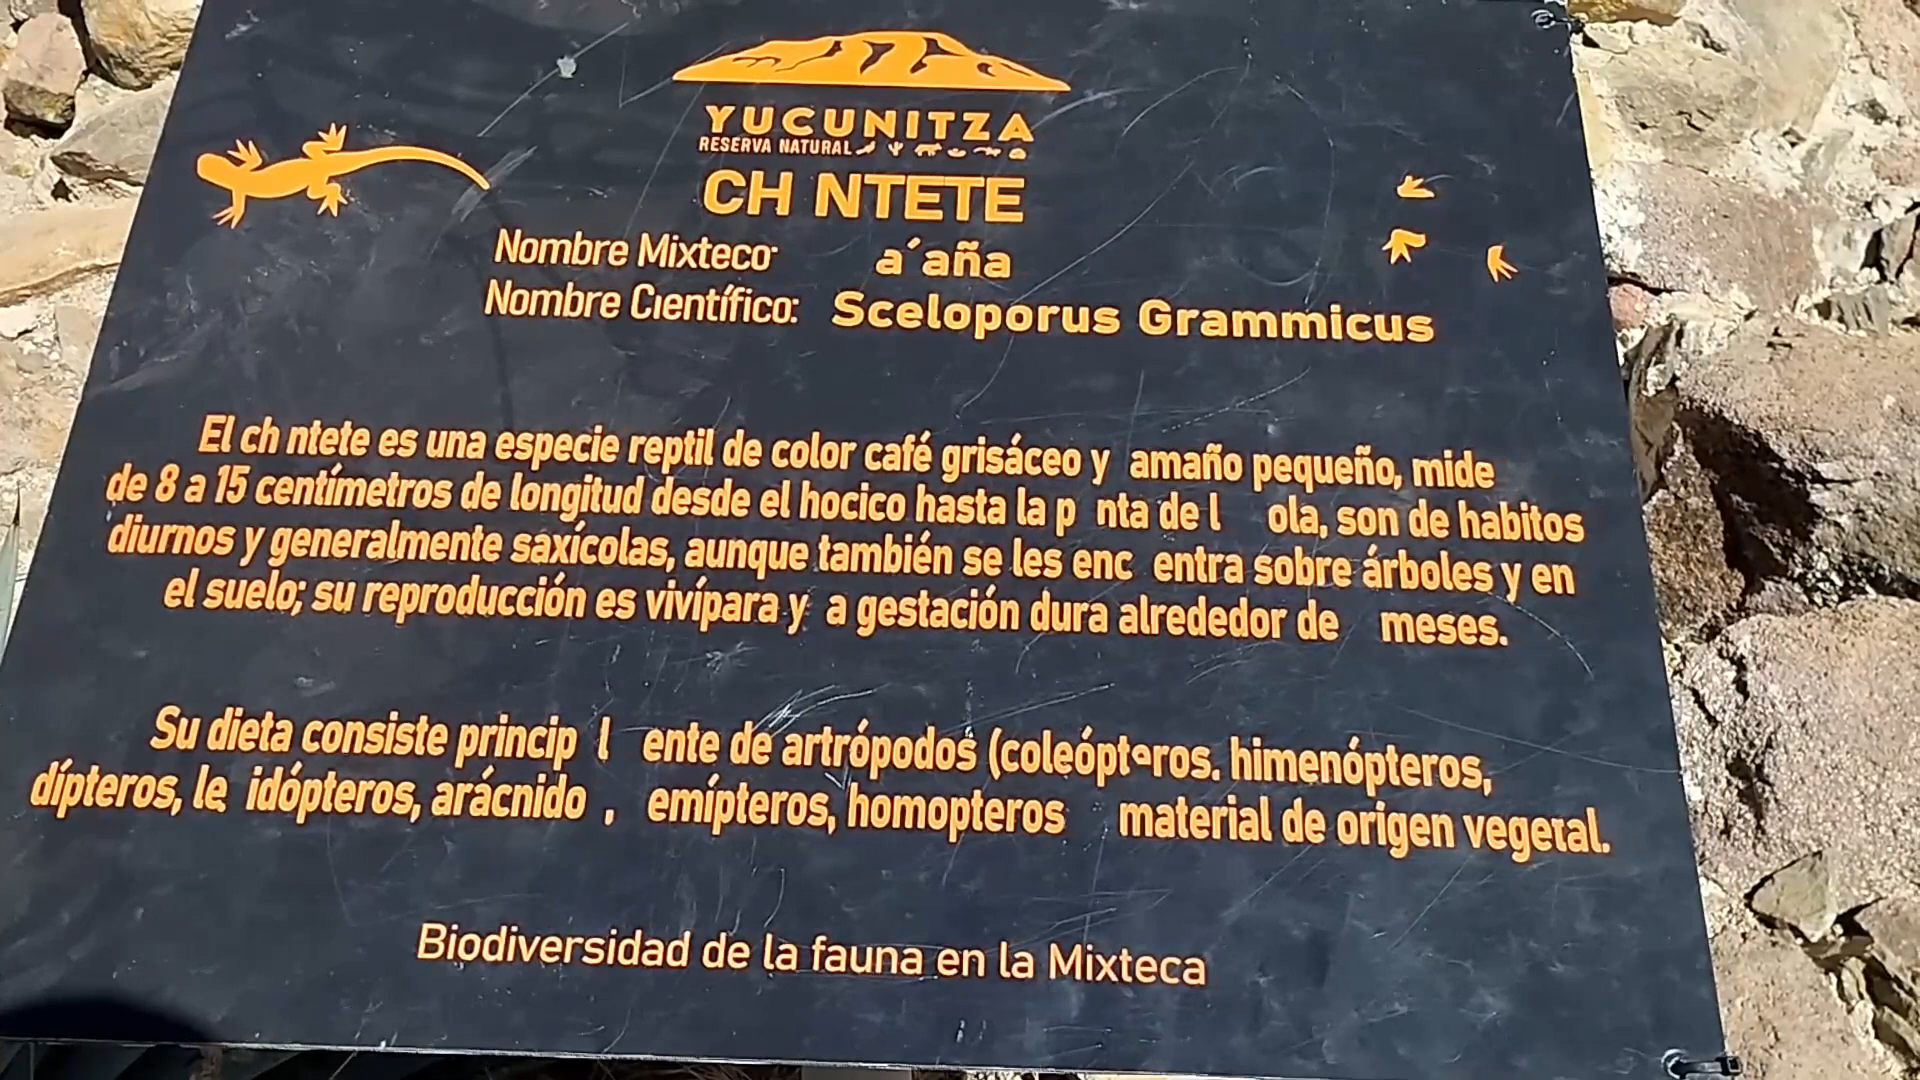 YUCUNITZA
RESERVA NATURAL
CH NTETE
Nombre Mixteco: a´aña
Nombre Científico: Sceloporus Grammicus
El ch ntete es una especie reptil de color café grisáceo y amaño pequeño, mide
de 8 a 15 centímetros de longitud desde el hocico hasta la p nta de l ola, son de habitos
diurnos y generalmente saxícolas, aunque también se les enc entra sobre árboles y en
el suelo; su reproducción es vivípara y a gestación dura alrededor de meses.
Su dieta consiste princip l ente de artrópodos (coleópteros, himenópteros,
dípteros, le idópteros, arácnido , emípteros, homopteros material de origen vegetal.
Biodiversidad de la fauna en la Mixteca